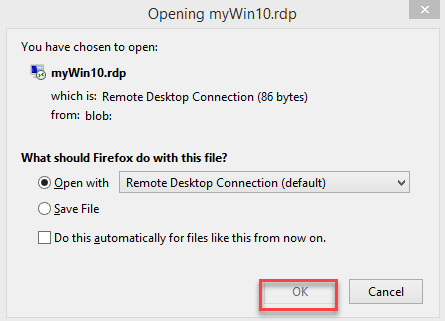 Opening myWin10.rdp
You have chosen to open:
myWin10.rdp
which is: Remote Desktop Connection (86 bytes)
from: blob:
What should Firefox do with this file?
Open with Remote Desktop Connection (default)
Save File
Do this automatically for files like this from now on.
OK Cancel